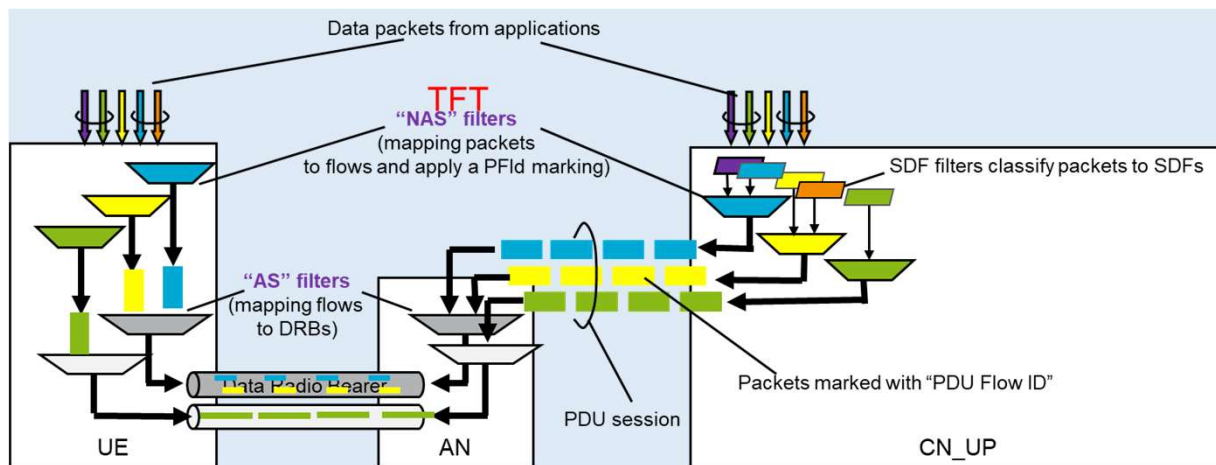 Data packets from applications
TFT
“NAS” filters
(mapping packets
to flows and apply a PFId marking)
SDF filters classify packets to SDFs
“AS” filters
(mapping flows
to DRBs)
Data Radio Bearer
Packets marked with “PDU Flow ID”
PDU session
UE
AN
CN_UP